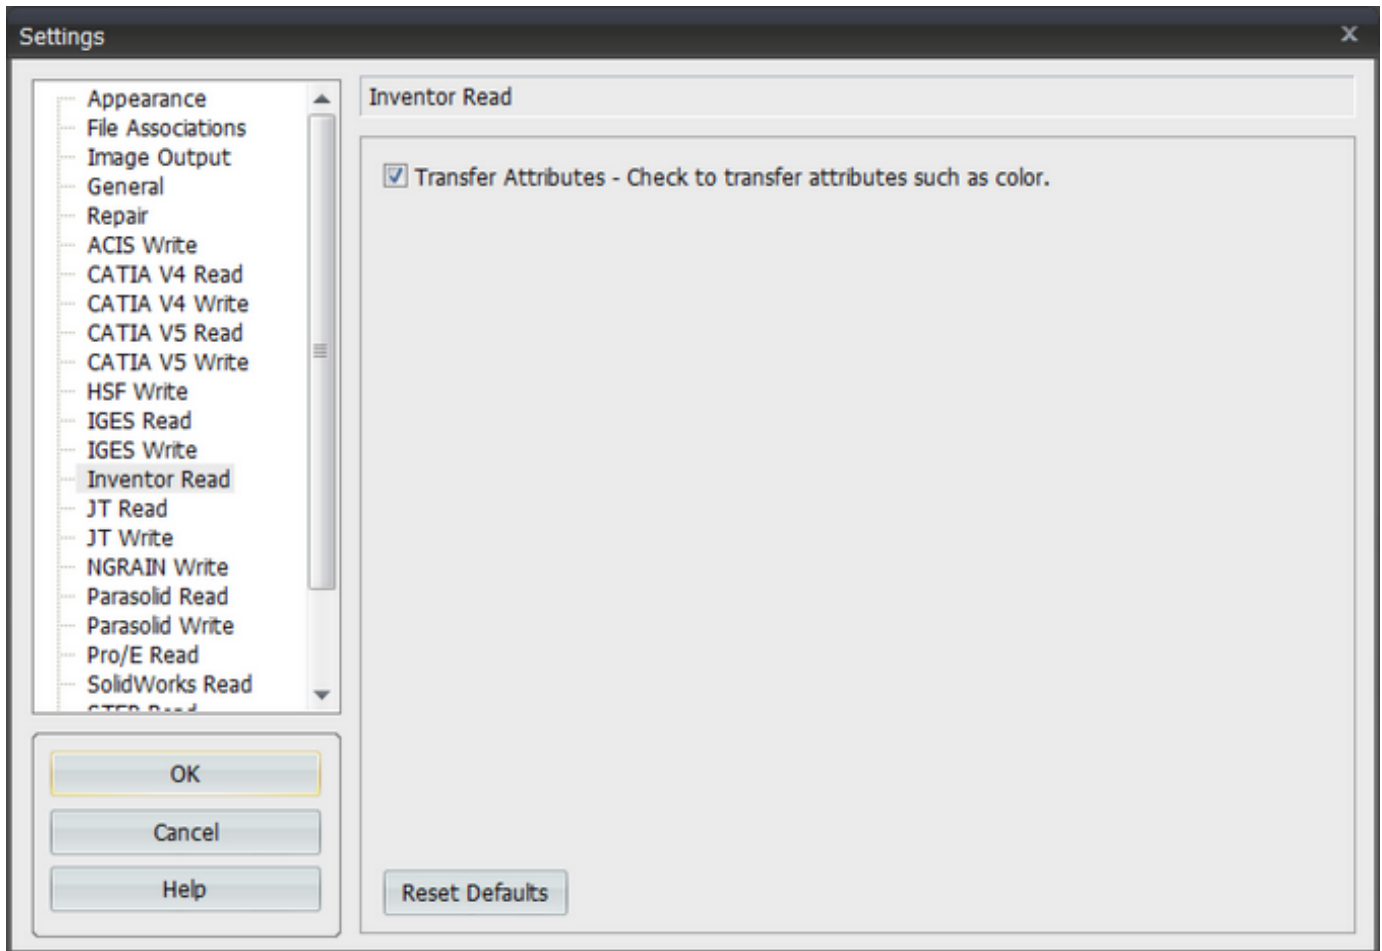 Settings
Appearance
File Associations
Image Output
General
Repair
ACIS Write
CATIA V4 Read
CATIA V4 Write
CATIA V5 Read
CATIA V5 Write
HSF Write
IGES Read
IGES Write
Inventor Read
JT Read
JT Write
NGRAIN Write
Parasolid Read
Parasolid Write
Pro/E Read
SolidWorks Read
STEP Read
OK
Cancel
Help
Inventor Read
Transfer Attributes - Check to transfer attributes such as color.
Reset Defaults